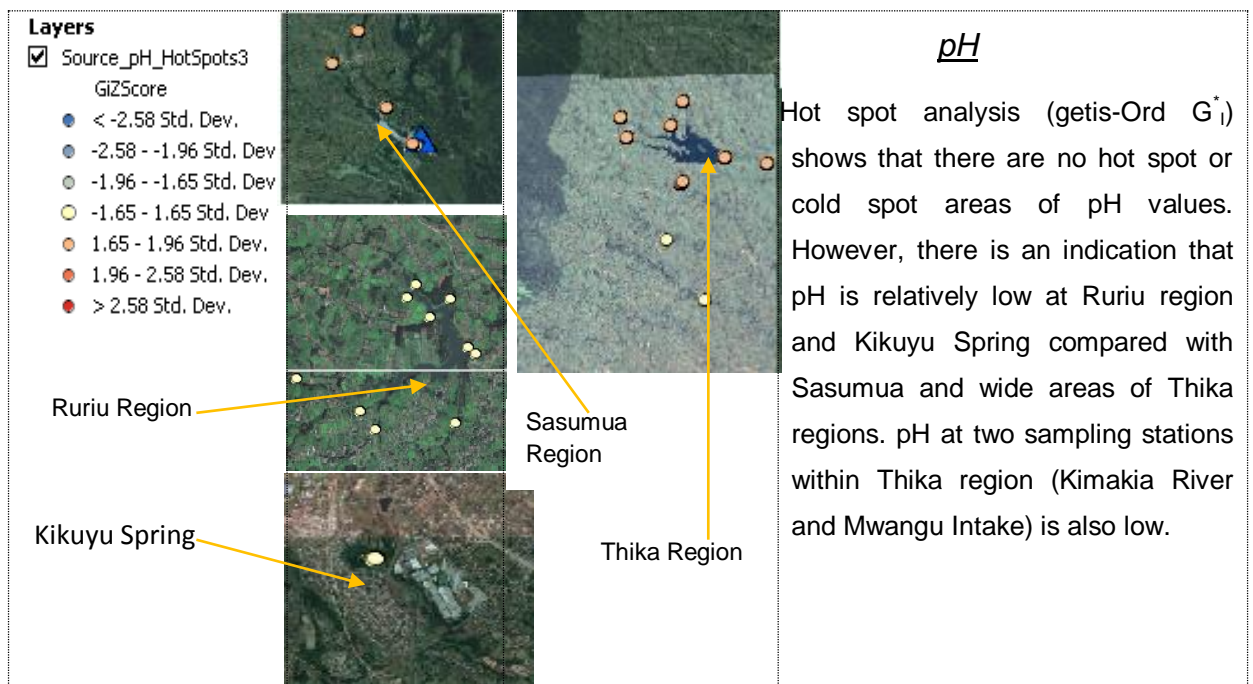 Layers
Source_pH_HotSpots3
GiZScore
< -2.58 Std. Dev.
-2.58 - -1.96 Std. Dev
-1.96 - -1.65 Std. Dev
-1.65 - 1.65 Std. Dev
1.65 - 1.96 Std. Dev.
1.96 - 2.58 Std. Dev.
> 2.58 Std. Dev.
Ruriu Region
Kikuyu Spring
Sasumua
Region
Thika Region
pH
Hot spot analysis (getis-Ord G*I)
shows that there are no hot spot or
cold spot areas of pH values.
However, there is an indication that
pH is relatively low at Ruriu region
and Kikuyu Spring compared with
Sasumua and wide areas of Thika
regions. pH at two sampling stations
within Thika region (Kimakia River
and Mwangu Intake) is also low.